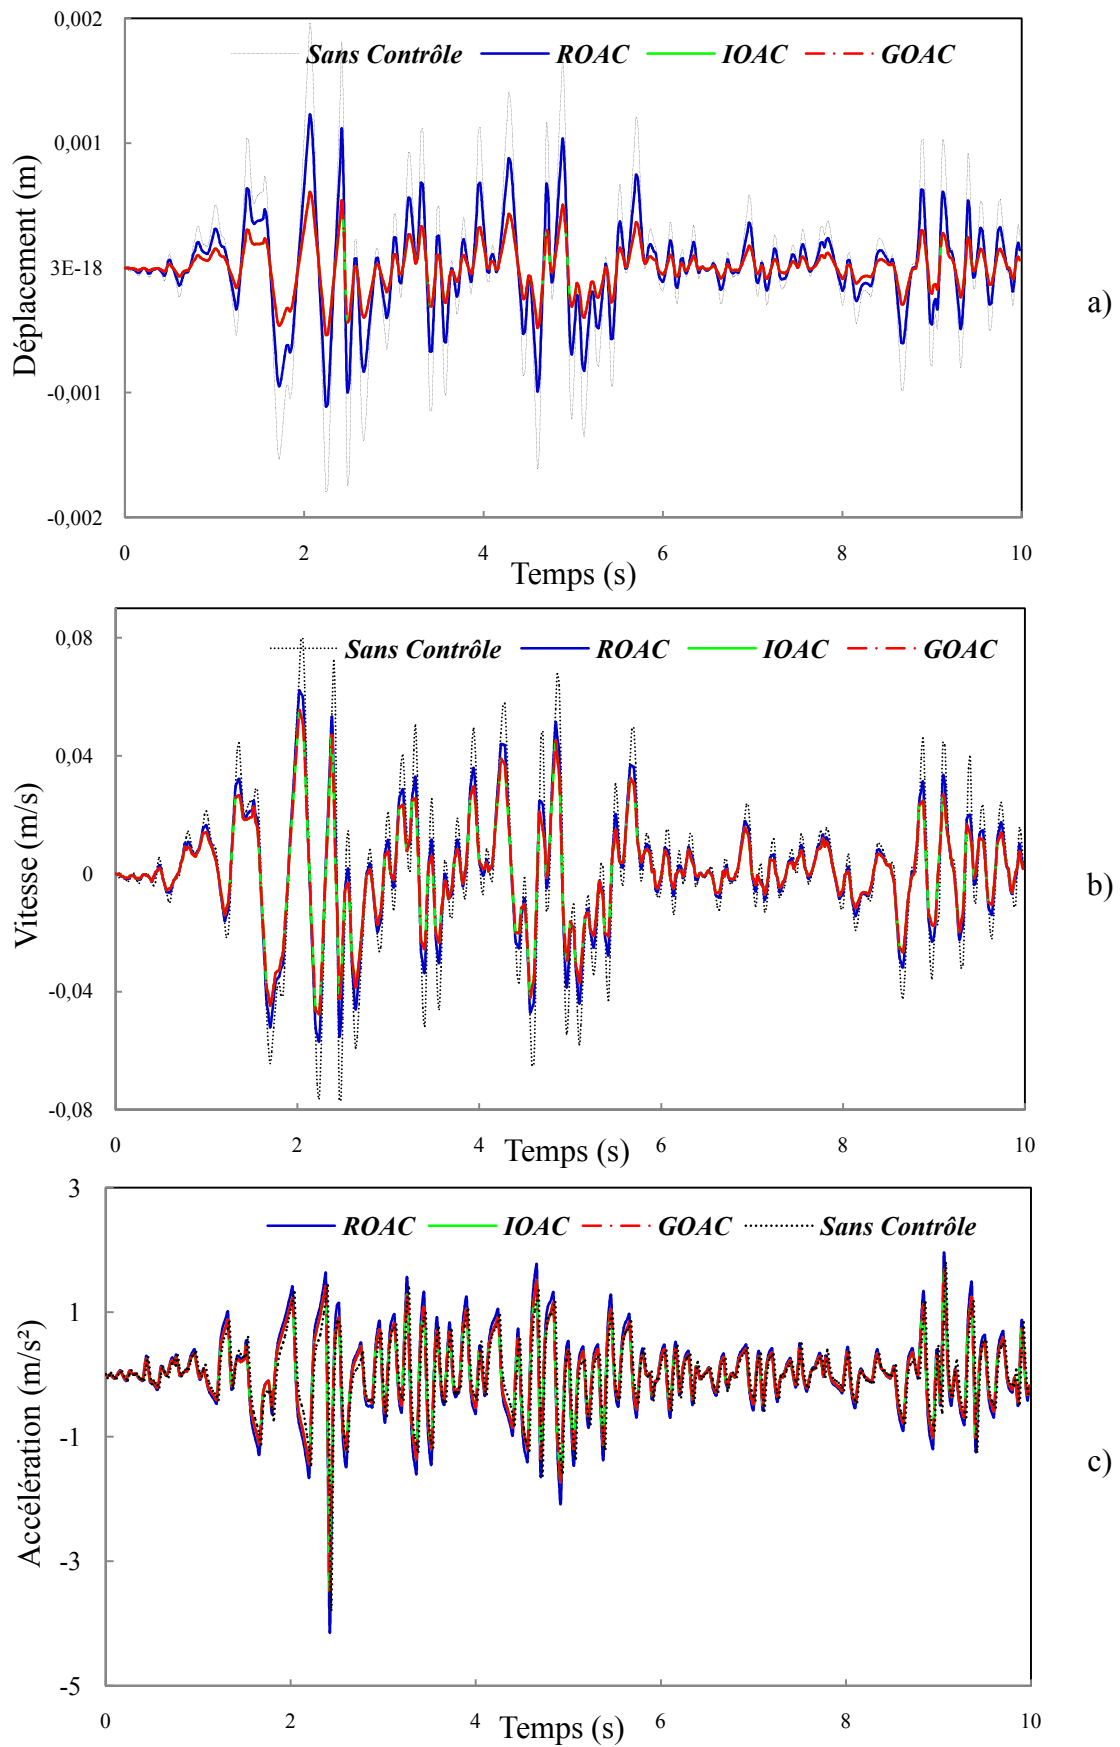 0,002
Sans Contrôle ROAC IOAC GOAC
0,001
3E-18
-0,001
-0,002
Déplacement (m)
a)
0 2 4 6 8 10
Temps (s)
0,08
Sans Contrôle ROAC IOAC GOAC
0,04
0
-0,04
-0,08
Vitesse (m/s)
b)
0 2 4 6 8 10
Temps (s)
3
ROAC IOAC GOAC Sans Contrôle
1
-1
-3
-5
Accélération (m/s²)
c)
0 2 4 6 8 10
Temps (s)